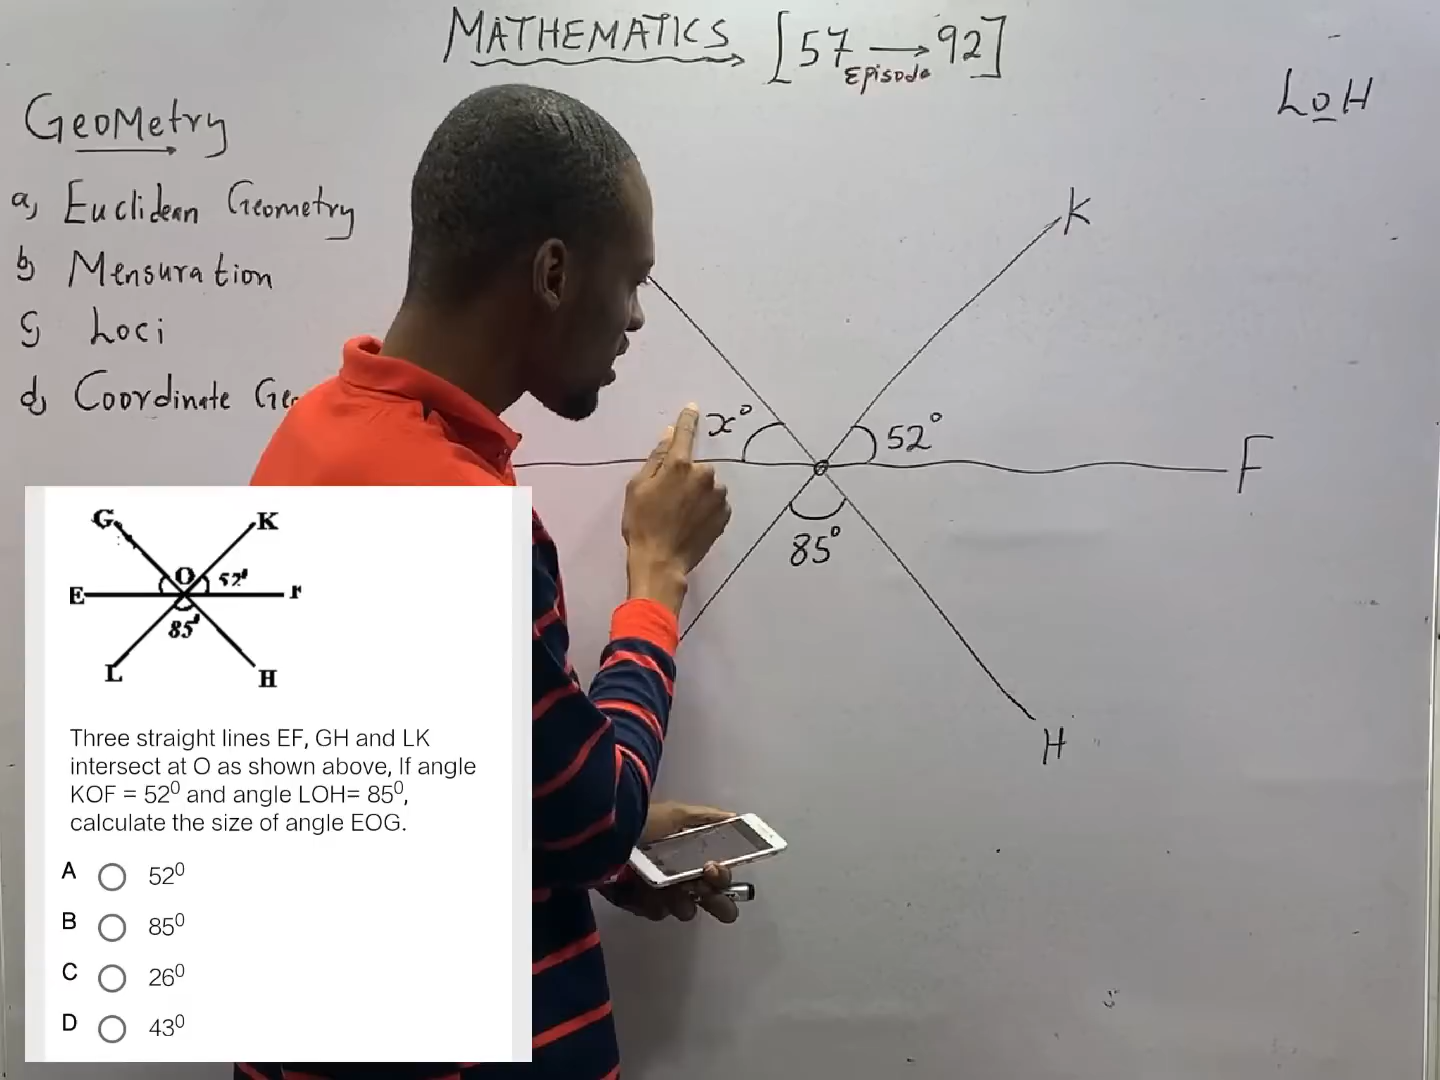 MATHEMATICS [57 → 92]
Episode
LOH
Geometry
a, Euclidean Geometry
b, Mensuration
c, Loci
d, Coordinate Geo
K
x° 52° F
85°
H
G K
O 52°
E F
85°
L H
Three straight lines EF, GH and LK
intersect at O as shown above, If angle
KOF = 52⁰ and angle LOH= 85⁰,
calculate the size of angle EOG.
A 52⁰
B 85⁰
C 26⁰
D 43⁰